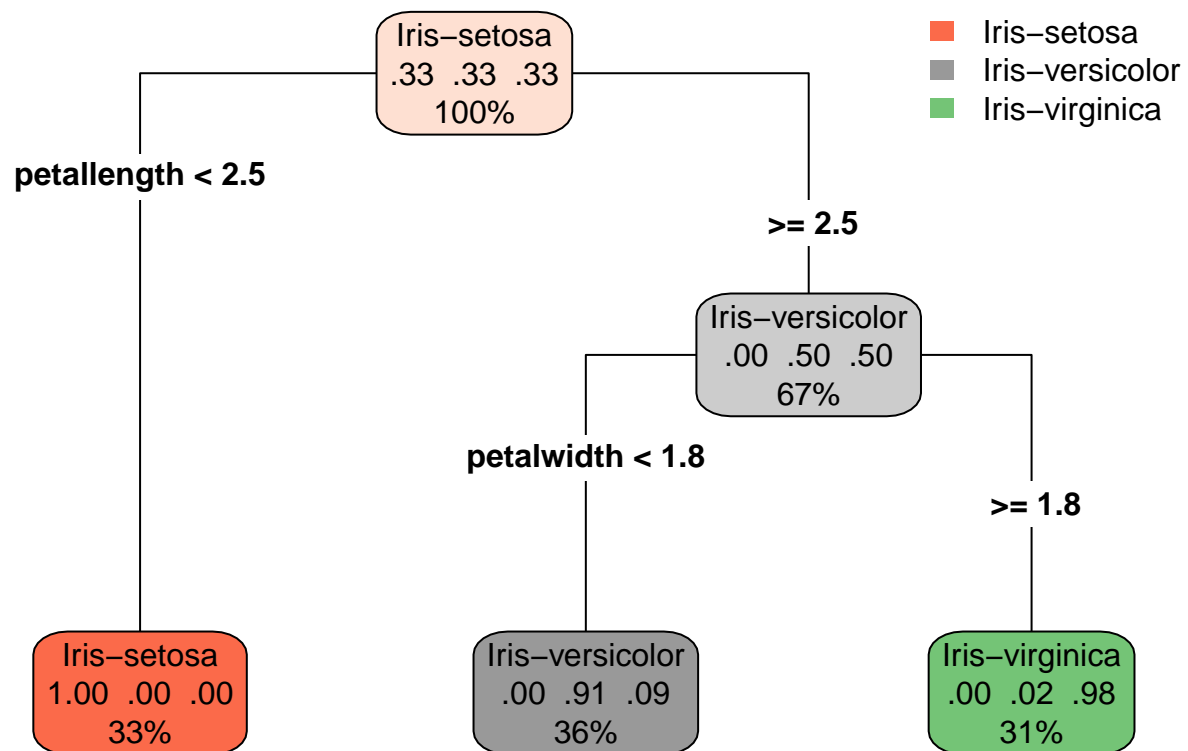 Iris−setosa
.33 .33 .33
100%
Iris−setosa
Iris−versicolor
Iris−virginica
petallength < 2.5
>= 2.5
Iris−versicolor
.00 .50 .50
67%
petalwidth < 1.8
>= 1.8
Iris−setosa
1.00 .00 .00
33%
Iris−versicolor
.00 .91 .09
36%
Iris−virginica
.00 .02 .98
31%